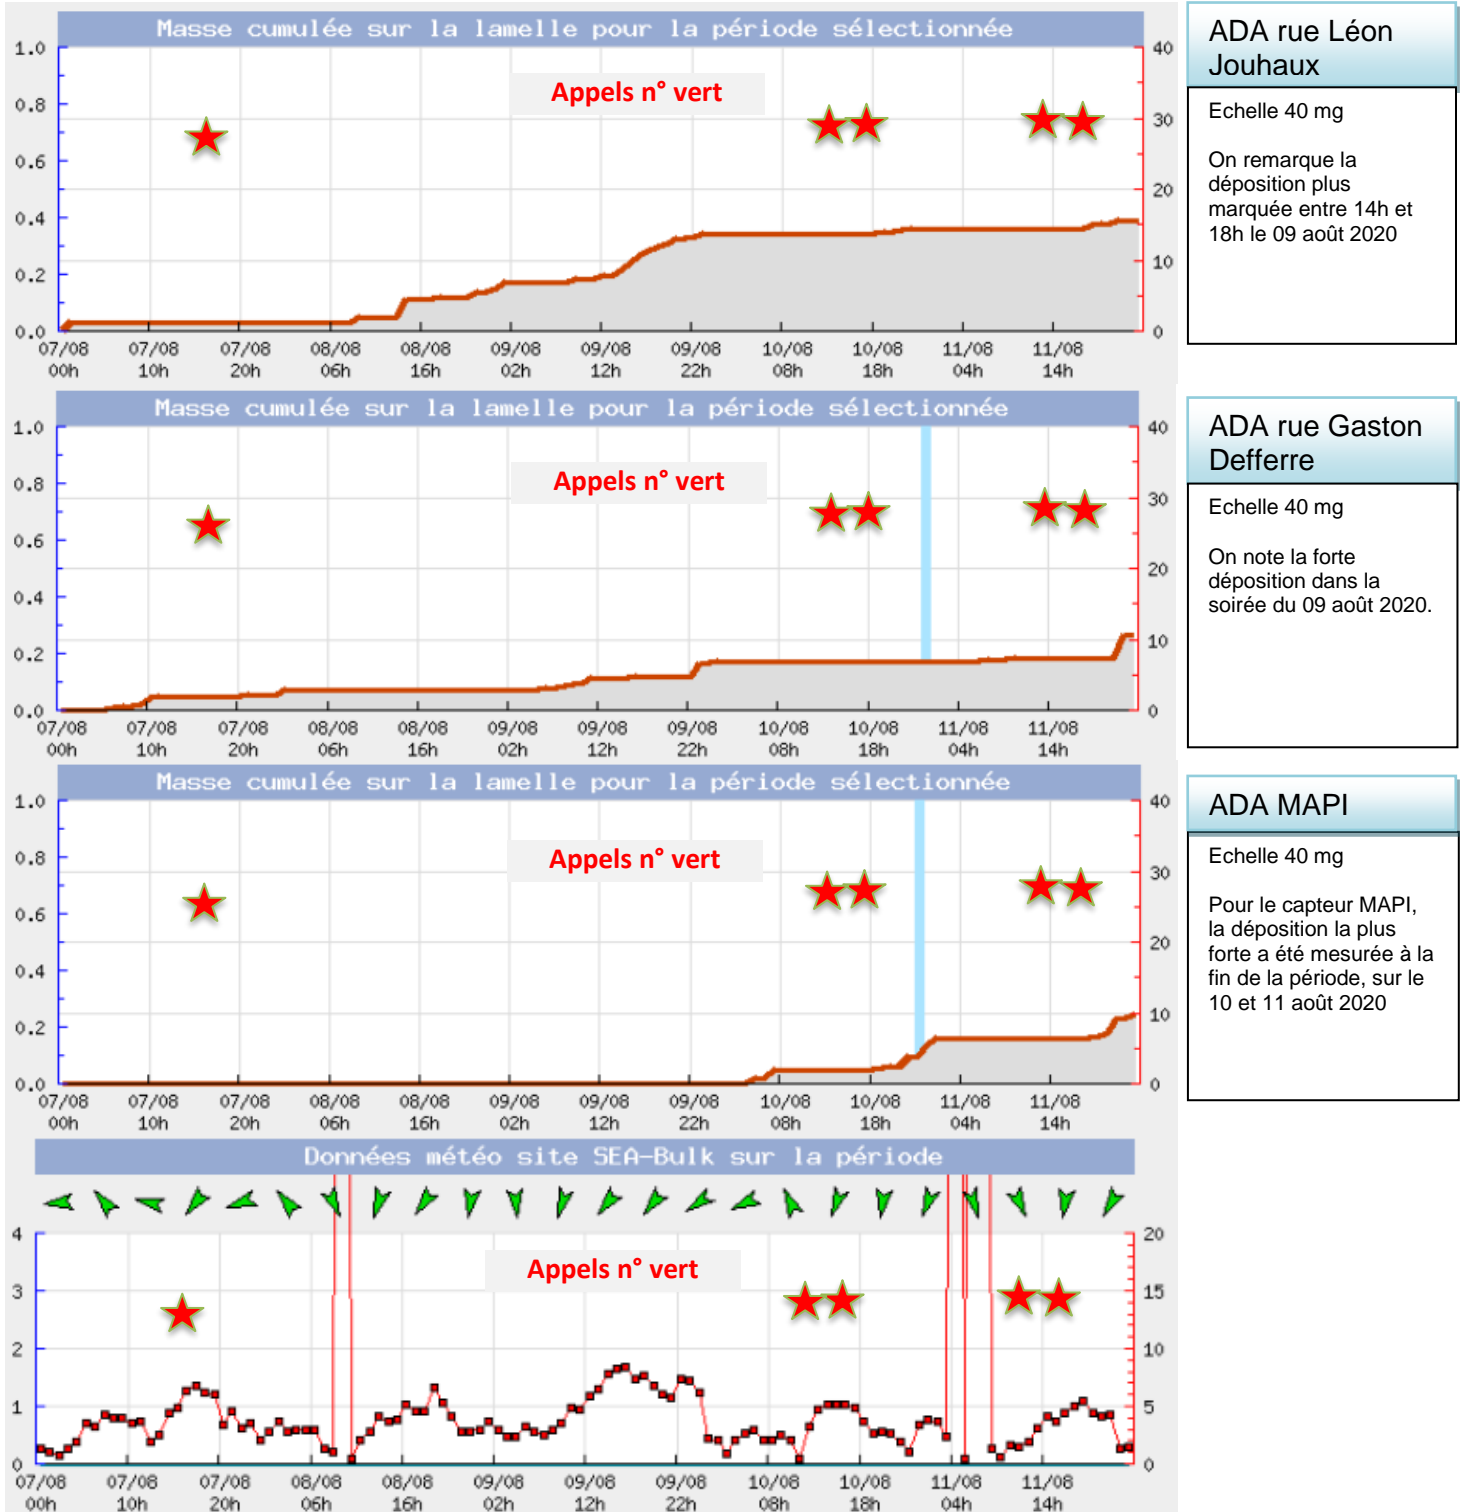 Masse cumulée sur la lamelle pour la période sélectionnée
1.0 40
Appels n° vert
0.8 30
0.6
20
0.4
0.2 10
0.0 0
07/08 07/08 07/08 08/08 08/08 09/08 09/08 09/08 10/08 10/08 11/08 11/08
00h 10h 20h 06h 16h 02h 12h 22h 08h 18h 04h 14h
ADA rue Léon
Jouhaux
Echelle 40 mg
On remarque la
déposition plus
marquée entre 14h et
18h le 09 août 2020
Masse cumulée sur la lamelle pour la période sélectionnée
1.0 40
Appels n° vert
0.8 30
0.6
20
0.4
0.2 10
0.0 0
07/08 07/08 07/08 08/08 08/08 09/08 09/08 09/08 10/08 10/08 11/08 11/08
00h 10h 20h 06h 16h 02h 12h 22h 08h 18h 04h 14h
ADA rue Gaston
Defferre
Echelle 40 mg
On note la forte
déposition dans la
soirée du 09 août 2020.
Masse cumulée sur la lamelle pour la période sélectionnée
1.0 40
Appels n° vert
0.8 30
0.6
20
0.4
0.2 10
0.0 0
07/08 07/08 07/08 08/08 08/08 09/08 09/08 09/08 10/08 10/08 11/08 11/08
00h 10h 20h 06h 16h 02h 12h 22h 08h 18h 04h 14h
ADA MAPI
Echelle 40 mg
Pour le capteur MAPI,
la déposition la plus
forte a été mesurée à la
fin de la période, sur le
10 et 11 août 2020
Données météo site SEA-Bulk sur la période
4 20
Appels n° vert
3 15
2 10
1 5
0 0
07/08 07/08 07/08 08/08 08/08 09/08 09/08 09/08 10/08 10/08 11/08 11/08
00h 10h 20h 06h 16h 02h 12h 22h 08h 18h 04h 14h